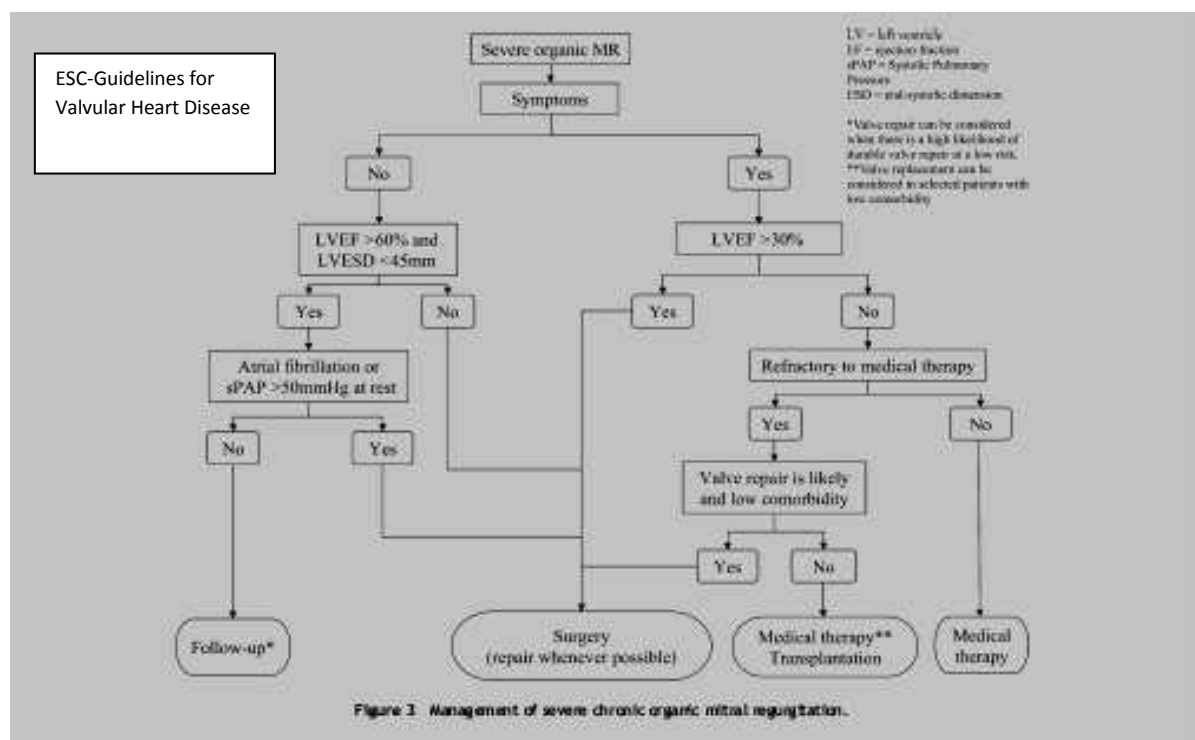 ESC-Guidelines for
Valvular Heart Disease
Severe organic MR
Symptoms
LV = left ventricle
EF = ejection fraction
sPAP = Systolic Pulmonary
Pressure
ESD = end-systolic dimension
*Valve repair can be considered
when there is a high likelihood of
durable valve repair at a low risk.
**Valve replacement can be
considered in selected patients with
low comorbidity
No
Yes
LVEF >60% and
LVESD <45mm
LVEF >30%
Yes
No
Yes
No
Atrial fibrillation or
sPAP >50mmHg at rest
Refractory to medical therapy
No
Yes
Yes
No
Valve repair is likely
and low comorbidity
Yes
No
Follow-up*
Surgery
(repair whenever possible)
Medical therapy**
Transplantation
Medical
therapy
Figure 3 Management of severe chronic organic mitral regurgitation.